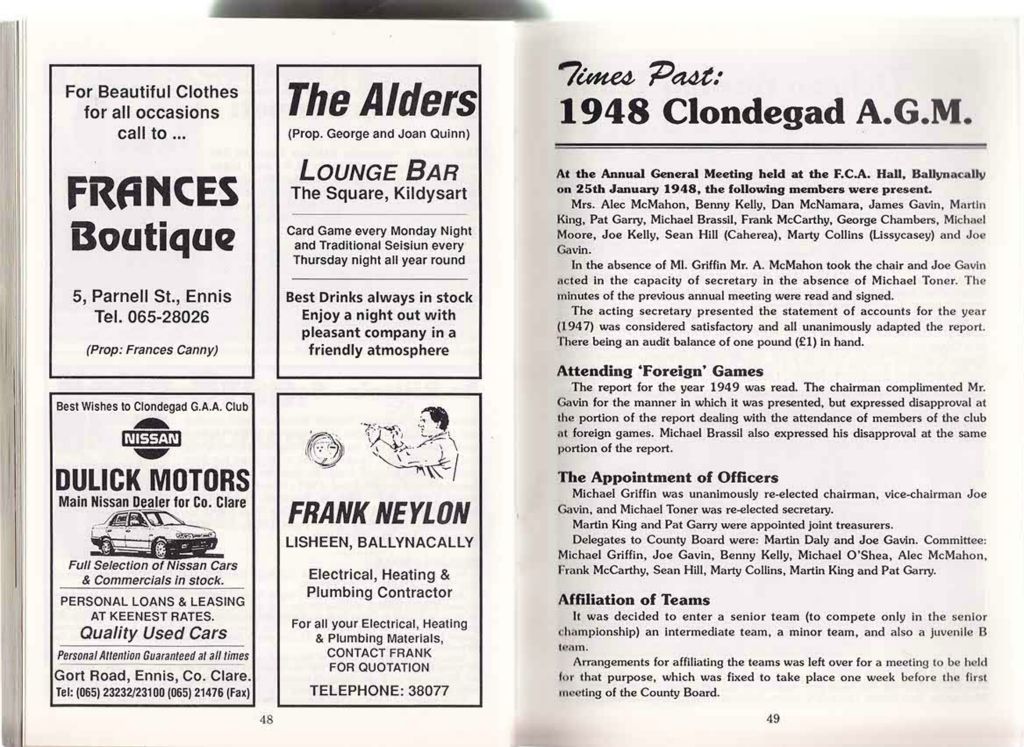 For Beautiful Clothes
for all occasions
call to ...
FRANCES
Boutique
5, Parnell St., Ennis
Tel. 065-28026
(Prop: Frances Canny)
The Alders
(Prop. George and Joan Quinn)
LOUNGE BAR
The Square, Kildysart
Card Game every Monday Night
and Traditional Seisiun every
Thursday night all year round
Best Drinks always in stock
Enjoy a night out with
pleasant company in a
friendly atmosphere
Best Wishes to Clondegad G.A.A. Club
NISSAN
DULICK MOTORS
Main Nissan Dealer for Co. Clare
Full Selection of Nissan Cars
& Commercials in stock.
PERSONAL LOANS & LEASING
AT KEENEST RATES.
Quality Used Cars
Personal Attention Guaranteed at all times
Gort Road, Ennis, Co. Clare.
Tel: (065) 23232/23100 (065) 21476 (Fax)
FRANK NEYLON
LISHEEN, BALLYNACALLY
Electrical, Heating &
Plumbing Contractor
For all your Electrical, Heating
& Plumbing Materials,
CONTACT FRANK
FOR QUOTATION
TELEPHONE: 38077
48
Times Past:
1948 Clondegad A.G.M.
At the Annual General Meeting held at the F.C.A. Hall, Ballynacally
on 25th January 1948, the following members were present.
Mrs. Alec McMahon, Benny Kelly, Dan McNamara, James Gavin, Martin
King, Pat Garry, Michael Brassil, Frank McCarthy, George Chambers, Michael
Moore, Joe Kelly, Sean Hill (Caherea), Marty Collins (Lissycasey) and Joe
Gavin.
In the absence of Ml. Griffin Mr. A. McMahon took the chair and Joe Gavin
acted in the capacity of secretary in the absence of Michael Toner. The
minutes of the previous annual meeting were read and signed.
The acting secretary presented the statement of accounts for the year
(1947) was considered satisfactory and all unanimously adapted the report.
There being an audit balance of one pound (£1) in hand.
Attending 'Foreign' Games
The report for the year 1949 was read. The chairman complimented Mr.
Gavin for the manner in which it was presented, but expressed disapproval at
the portion of the report dealing with the attendance of members of the club
at foreign games. Michael Brassil also expressed his disapproval at the same
portion of the report.
The Appointment of Officers
Michael Griffin was unanimously re-elected chairman, vice-chairman Joe
Gavin, and Michael Toner was re-elected secretary.
Martin King and Pat Garry were appointed joint treasurers.
Delegates to County Board were: Martin Daly and Joe Gavin. Committee:
Michael Griffin, Joe Gavin, Benny Kelly, Michael O'Shea, Alec McMahon,
Frank McCarthy, Sean Hill, Marty Collins, Martin King and Pat Garry.
Affiliation of Teams
It was decided to enter a senior team (to compete only in the senior
championship) an intermediate team, a minor team, and also a juvenile B
team.
Arrangements for affiliating the teams was left over for a meeting to be held
for that purpose, which was fixed to take place one week before the first
meeting of the County Board.
49